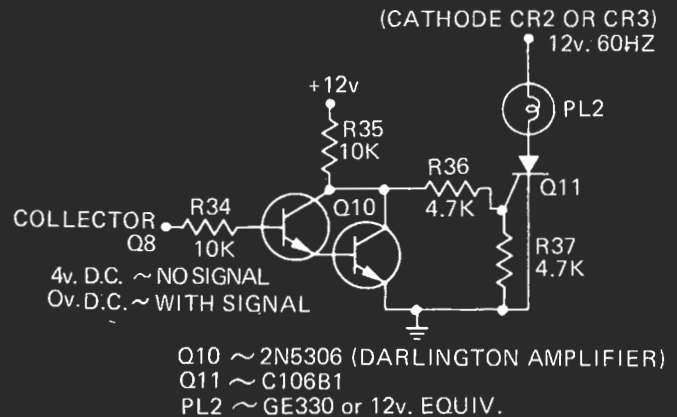 (CATHODE CR2 OR CR3)
12v. 60HZ
+12v
PL2
R35
10K
R36
4.7K
Q11
R34
10K
Q10
COLLECTOR
Q8
R37
4.7K
4v. D.C. ~ NO SIGNAL
0v. D.C. ~ WITH SIGNAL
Q10 ~ 2N5306 (DARLINGTON AMPLIFIER)
Q11 ~ C106B1
PL2 ~ GE330 or 12v. EQUIV.